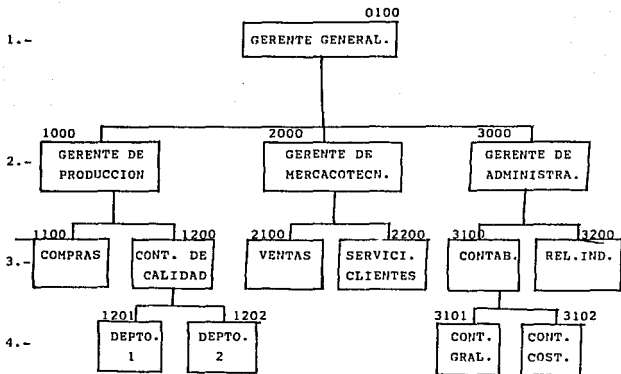 0100
1.-
GERENTE GENERAL.
1000 2000 3000
2.-
GERENTE DE PRODUCCION
GERENTE DE MERCACOTECN.
GERENTE DE ADMINISTRA.
1100 1200 2100 2200 3100 3200
3.-
COMPRAS
CONT. DE CALIDAD
VENTAS
SERVICI. CLIENTES
CONTAB.
REL.IND.
1201 1202 3101 3102
4.-
DEPTO. 1
DEPTO. 2
CONT. GRAL.
CONT. COST.